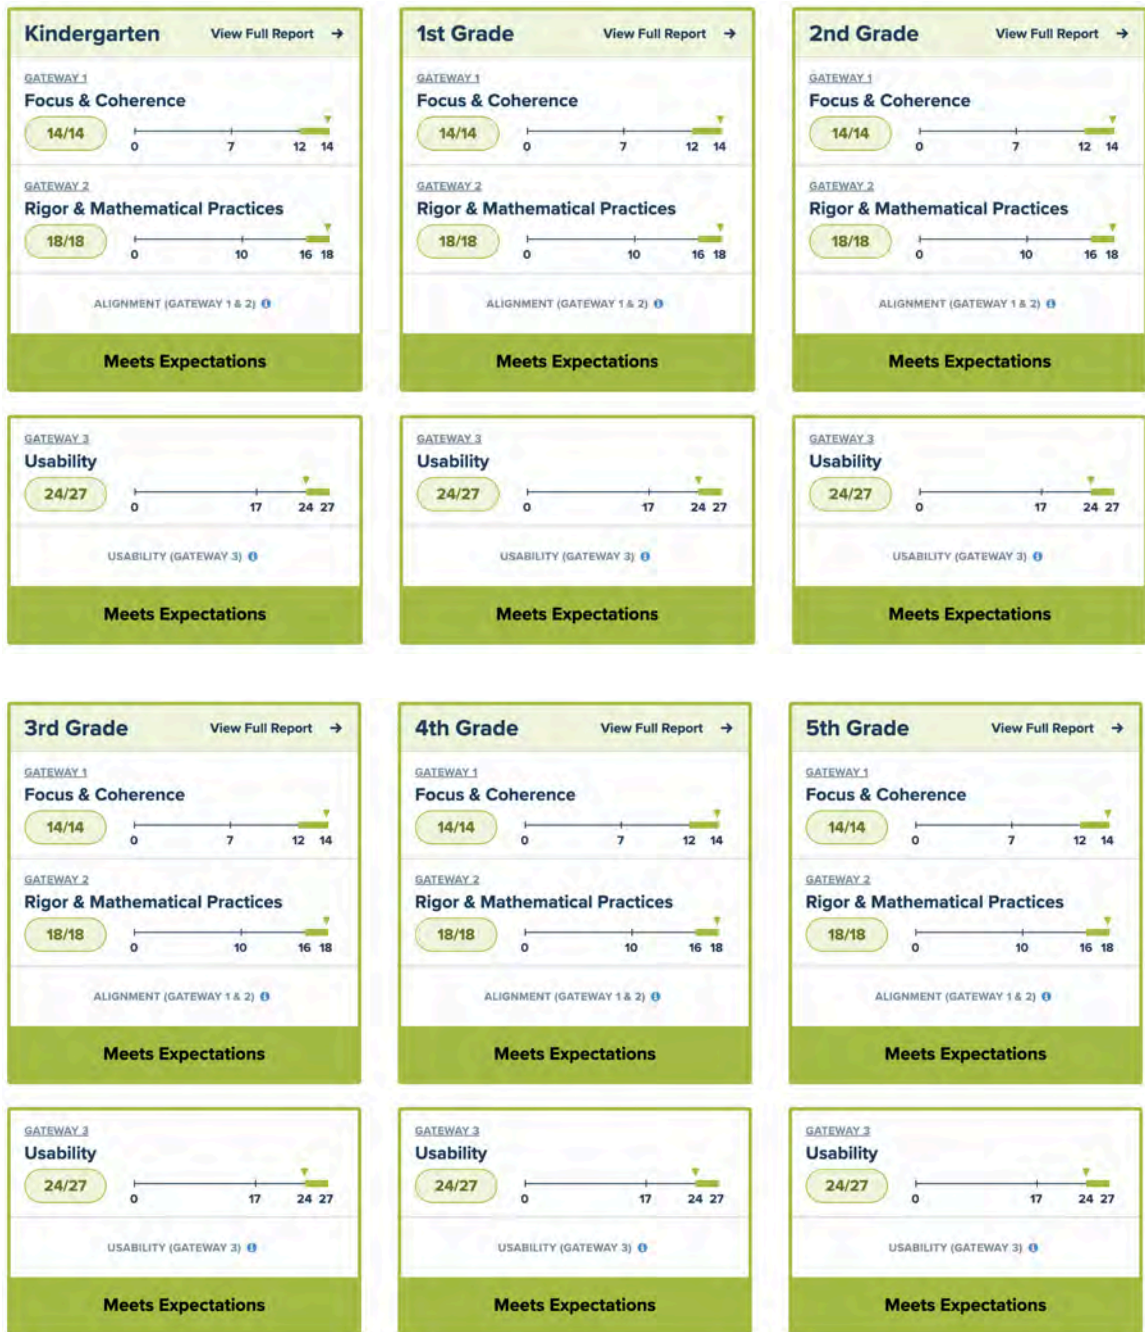 Kindergarten View Full Report →
GATEWAY 1
Focus & Coherence
14/14
0 7 12 14
GATEWAY 2
Rigor & Mathematical Practices
18/18
0 10 16 18
ALIGNMENT (GATEWAY 1 & 2)
Meets Expectations
GATEWAY 3
Usability
24/27
0 17 24 27
USABILITY (GATEWAY 3)
Meets Expectations
1st Grade View Full Report →
GATEWAY 1
Focus & Coherence
14/14
0 7 12 14
GATEWAY 2
Rigor & Mathematical Practices
18/18
0 10 16 18
ALIGNMENT (GATEWAY 1 & 2)
Meets Expectations
GATEWAY 3
Usability
24/27
0 17 24 27
USABILITY (GATEWAY 3)
Meets Expectations
2nd Grade View Full Report →
GATEWAY 1
Focus & Coherence
14/14
0 7 12 14
GATEWAY 2
Rigor & Mathematical Practices
18/18
0 10 16 18
ALIGNMENT (GATEWAY 1 & 2)
Meets Expectations
GATEWAY 3
Usability
24/27
0 17 24 27
USABILITY (GATEWAY 3)
Meets Expectations
3rd Grade View Full Report →
GATEWAY 1
Focus & Coherence
14/14
0 7 12 14
GATEWAY 2
Rigor & Mathematical Practices
18/18
0 10 16 18
ALIGNMENT (GATEWAY 1 & 2)
Meets Expectations
GATEWAY 3
Usability
24/27
0 17 24 27
USABILITY (GATEWAY 3)
Meets Expectations
4th Grade View Full Report →
GATEWAY 1
Focus & Coherence
14/14
0 7 12 14
GATEWAY 2
Rigor & Mathematical Practices
18/18
0 10 16 18
ALIGNMENT (GATEWAY 1 & 2)
Meets Expectations
GATEWAY 3
Usability
24/27
0 17 24 27
USABILITY (GATEWAY 3)
Meets Expectations
5th Grade View Full Report →
GATEWAY 1
Focus & Coherence
14/14
0 7 12 14
GATEWAY 2
Rigor & Mathematical Practices
18/18
0 10 16 18
ALIGNMENT (GATEWAY 1 & 2)
Meets Expectations
GATEWAY 3
Usability
24/27
0 17 24 27
USABILITY (GATEWAY 3)
Meets Expectations